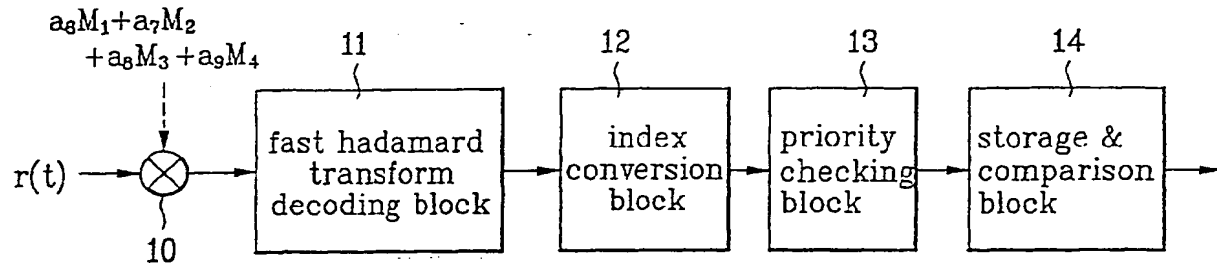 a₆M₁+a₇M₂
+a₈M₃+a₉M₄
r(t)
10
11
fast hadamard
transform
decoding block
12
index
conversion
block
13
priority
checking
block
14
storage &
comparison
block